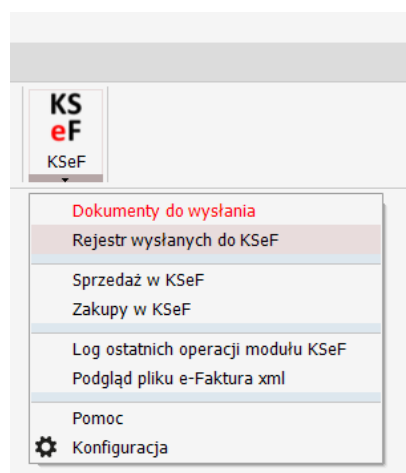 KS
eF
KSeF
Dokumenty do wysłania
Rejestr wysłanych do KSeF
Sprzedaż w KSeF
Zakupy w KSeF
Log ostatnich operacji modułu KSeF
Podgląd pliku e-Faktura xml
Pomoc
Konfiguracja